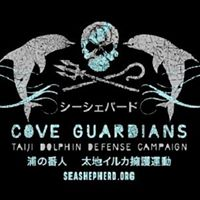 シーシェパード
COVE GUARDIANS
TAIJI DOLPHIN DEFENSE CAMPAIGN
浦の番人 太地イルカ擁護運動
SEASHEPHERD.ORG